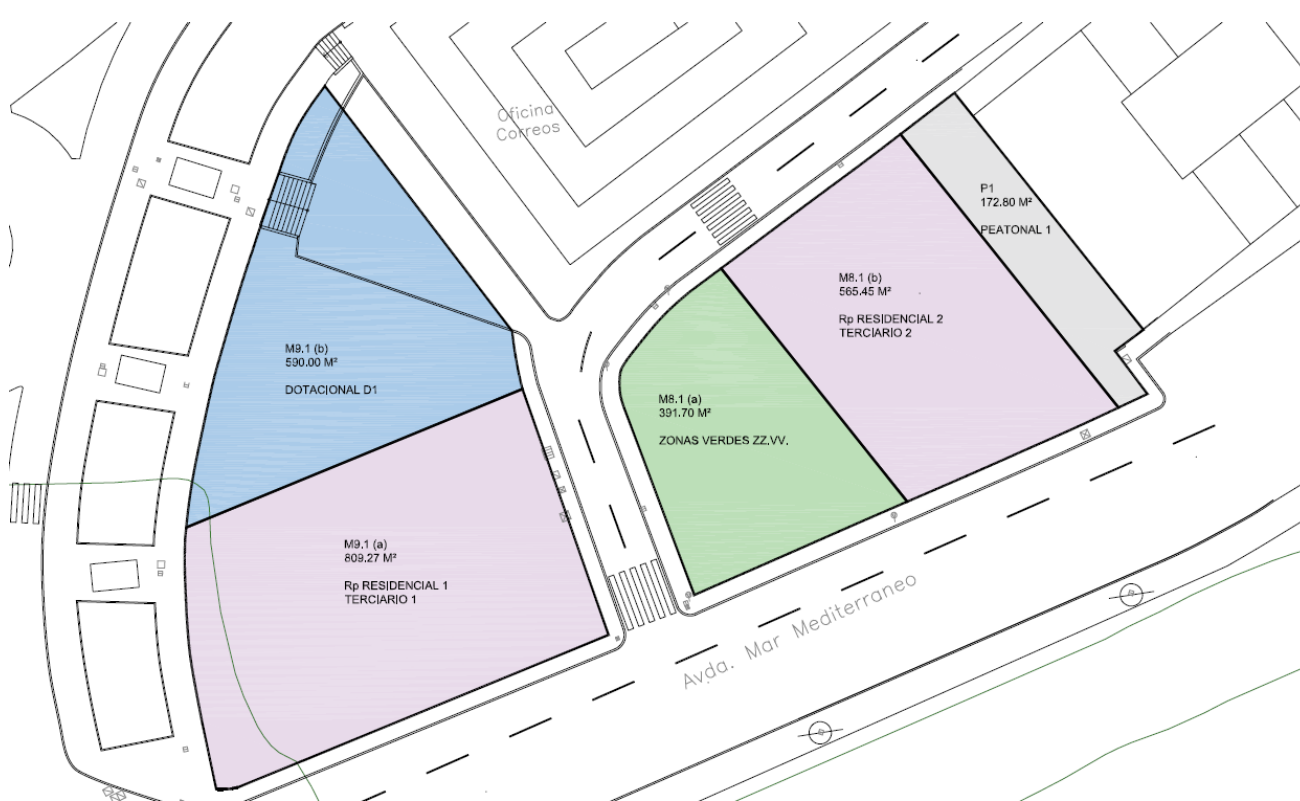 Oficina
Correos
P1
172.80 M²
PEATONAL 1
M8.1 (b)
565.45 M²
Rp RESIDENCIAL 2
TERCIARIO 2
M9.1 (b)
590.00 M²
DOTACIONAL D1
M8.1 (a)
391.70 M²
ZONAS VERDES ZZ.VV.
M9.1 (a)
809.27 M²
Rp RESIDENCIAL 1
TERCIARIO 1
Avda. Mar Mediterraneo